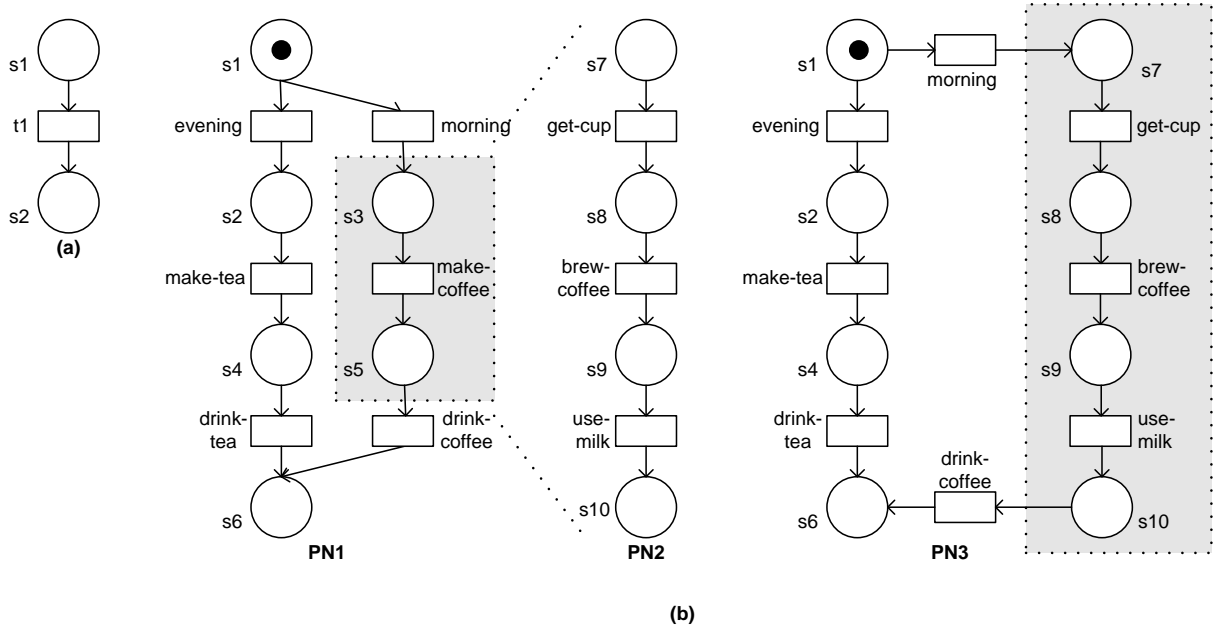 s1
t1
s2
(a)
s1
evening
morning
s2
s3
make-tea
make-
coffee
s4
s5
drink-
tea
drink-
coffee
s6
PN1
s7
get-cup
s8
brew-
coffee
s9
use-
milk
s10
PN2
s1
morning
s7
evening
get-cup
s2
s8
make-tea
brew-
coffee
s4
s9
drink-
tea
use-
milk
drink-
coffee
s6
s10
PN3
(b)